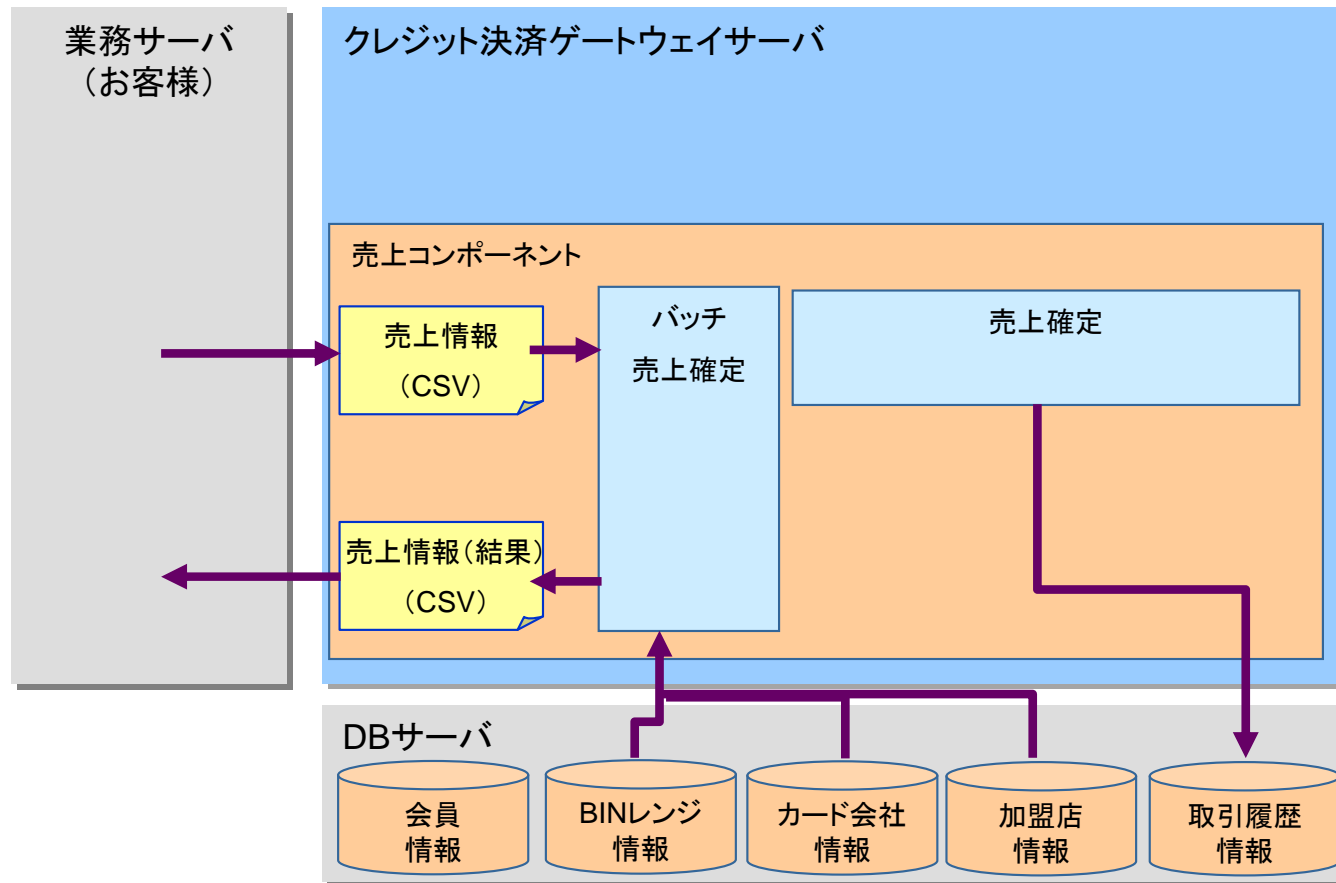 業務サーバ
（お客様）
クレジット決済ゲートウェイサーバ
売上コンポーネント
売上情報
（CSV）
バッチ
売上確定
売上確定
売上情報（結果）
（CSV）
DBサーバ
会員
情報
BINレンジ
情報
カード会社
情報
加盟店
情報
取引履歴
情報